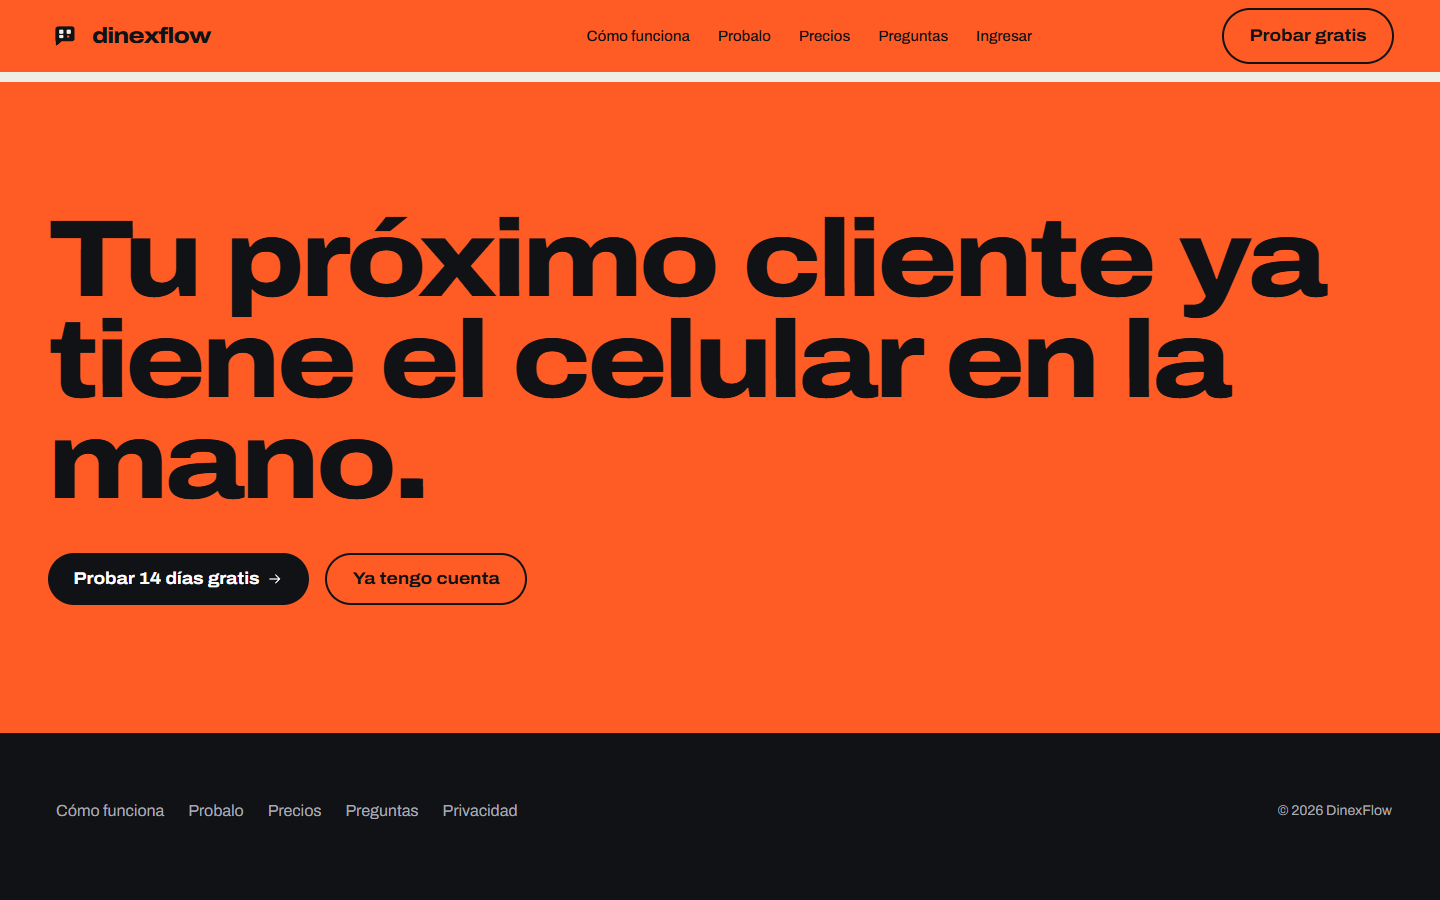 dinexflow
Cómo funciona Probalo Precios Preguntas Ingresar
Probar gratis
Tu próximo cliente ya
tiene el celular en la
mano.
Probar 14 días gratis →
Ya tengo cuenta
Cómo funciona Probalo Precios Preguntas Privacidad
© 2026 DinexFlow